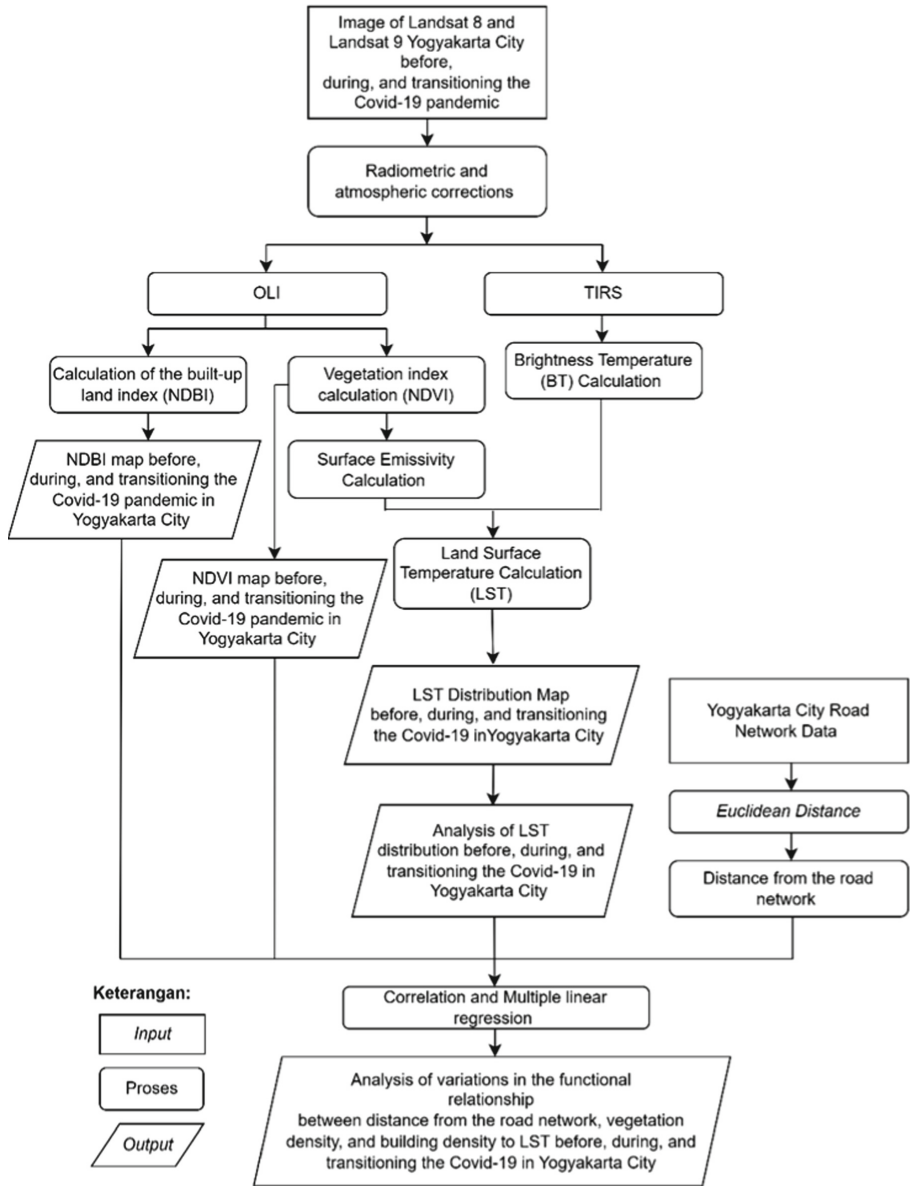 Image of Landsat 8 and
Landsat 9 Yogyakarta City
before,
during, and transitioning the
Covid-19 pandemic
Radiometric and
atmospheric corrections
OLI
TIRS
Calculation of the built-up
land index (NDBI)
Vegetation index
calculation (NDVI)
Brightness Temperature
(BT) Calculation
NDBI map before,
during, and transitioning the
Covid-19 pandemic in
Yogyakarta City
Surface Emissivity
Calculation
Land Surface
Temperature Calculation
(LST)
NDVI map before,
during, and transitioning the
Covid-19 pandemic in
Yogyakarta City
LST Distribution Map
before, during, and transitioning
the Covid-19 inYogyakarta City
Yogyakarta City Road
Network Data
Euclidean Distance
Analysis of LST
distribution before, during, and
transitioning the Covid-19 in
Yogyakarta City
Distance from the road
network
Correlation and Multiple linear
regression
Analysis of variations in the functional
relationship
between distance from the road network, vegetation
density, and building density to LST before, during, and
transitioning the Covid-19 in Yogyakarta City
Keterangan:
Input
Proses
Output